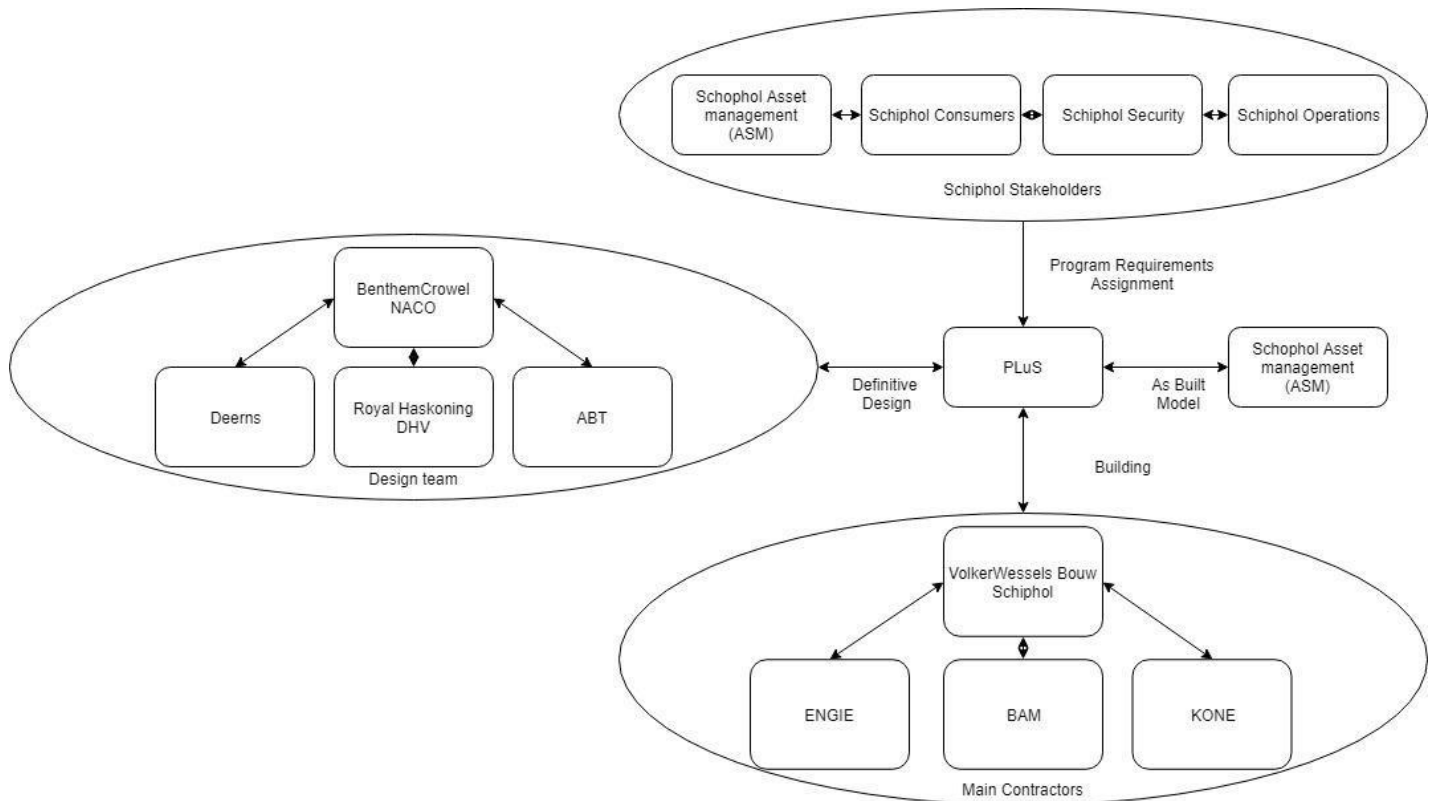 Schophol Asset
management
(ASM)
Schiphol Consumers
Schiphol Security
Schiphol Operations
Schiphol Stakeholders
Program Requirements
Assignment
BenthemCrowel
NACO
Deerns
Royal Haskoning
DHV
ABT
Design team
Definitive
Design
PLuS
As Built
Model
Schophol Asset
management
(ASM)
Building
VolkerWessels Bouw
Schiphol
ENGIE
BAM
KONE
Main Contractors